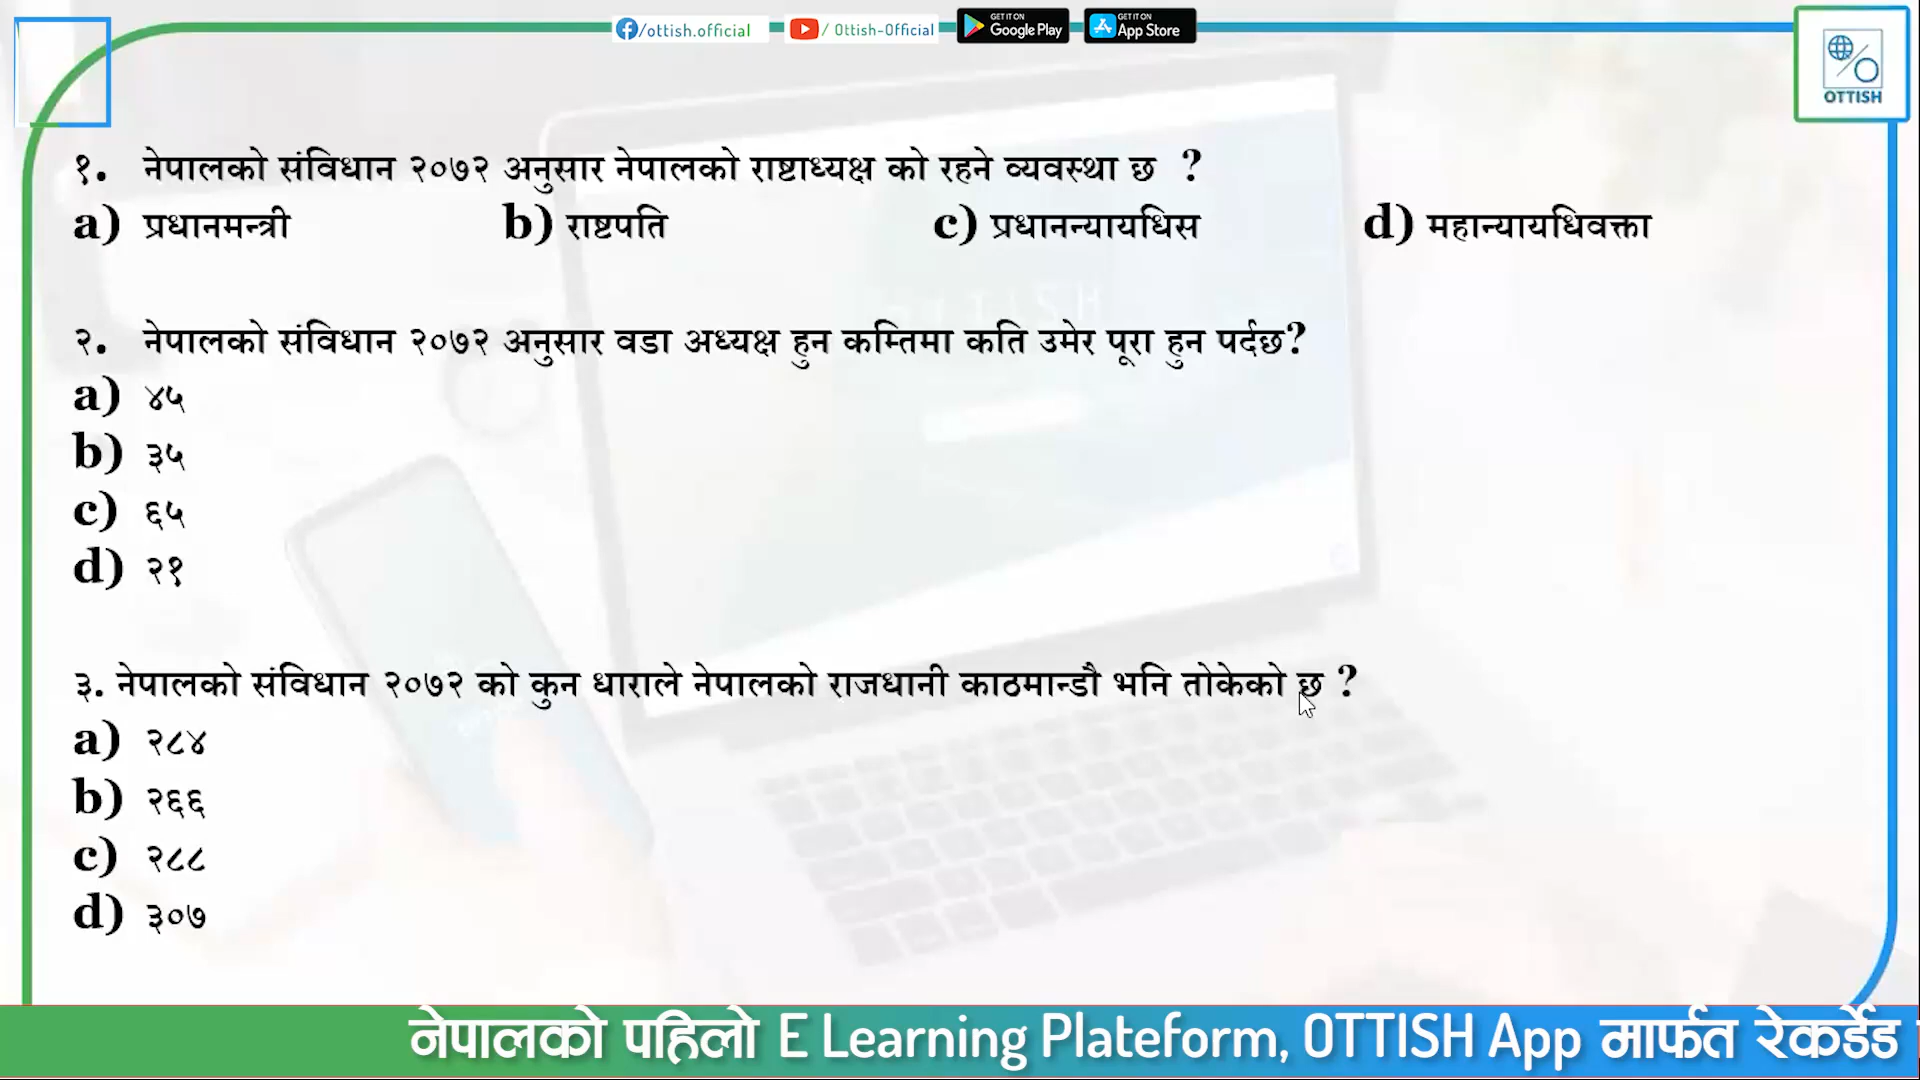 /ottish.official / Ottish-Official GET IT ON Google Play GET IT ON App Store
OTTISH
१. नेपालको संविधान २०७२ अनुसार नेपालको राष्टाध्यक्ष को रहने व्यवस्था छ ?
a) प्रधानमन्त्री b) राष्टपति c) प्रधानन्यायधिस d) महान्यायधिवक्ता
२. नेपालको संविधान २०७२ अनुसार वडा अध्यक्ष हुन कम्तिमा कति उमेर पूरा हुन पर्दछ?
a) ४५
b) ३५
c) ६५
d) २१
३. नेपालको संविधान २०७२ को कुन धाराले नेपालको राजधानी काठमान्डौ भनि तोकेको छ ?
a) २८४
b) २६६
c) २८८
d) ३०७
नेपालको पहिलो E Learning Plateform, OTTISH App मार्फत रेकर्डेड